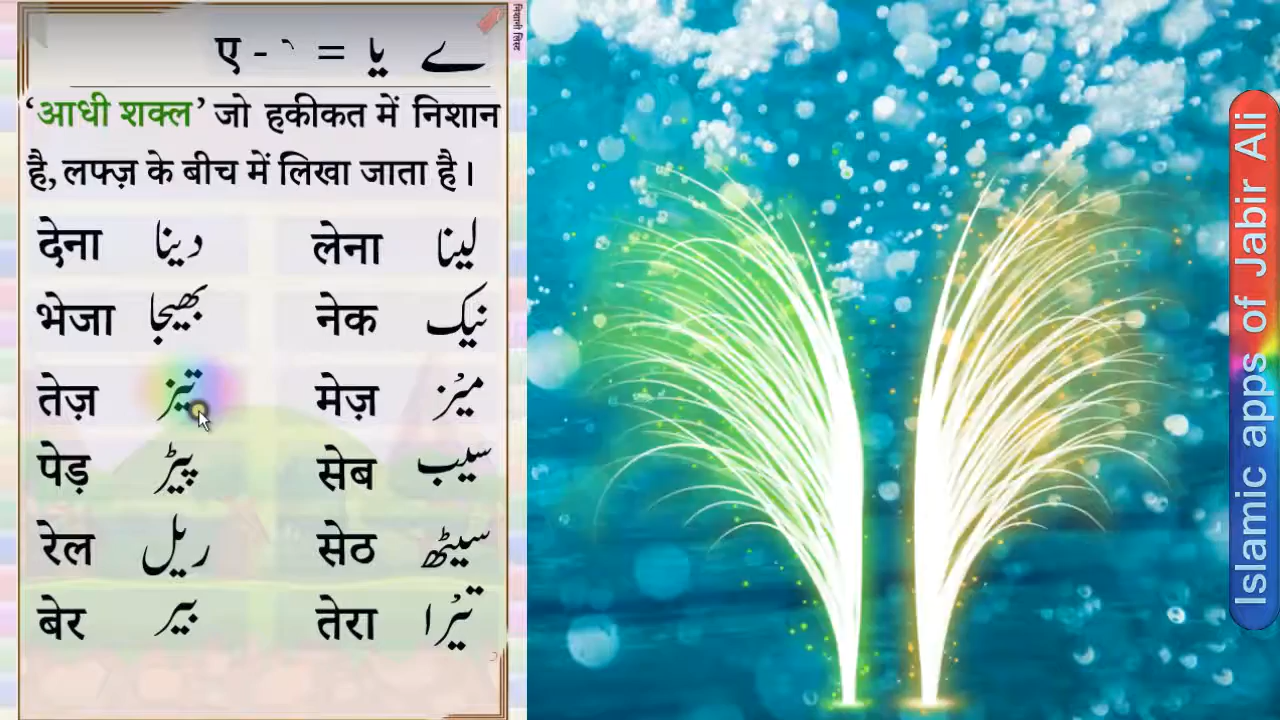 ए - े = یا ے
‘आधी शक्ल’ जो हकीकत में निशान
है, लफ्ज़ के बीच में लिखा जाता है।
देना دینا लेना لینا
भेजा بھیجا नेक نیک
तेज़ تیز मेज़ میز
पेड़ پیڑ सेब سیب
रेल ریل सेठ سیٹھ
बेर بیر तेरा تیرا
Islamic apps of Jabir Ali